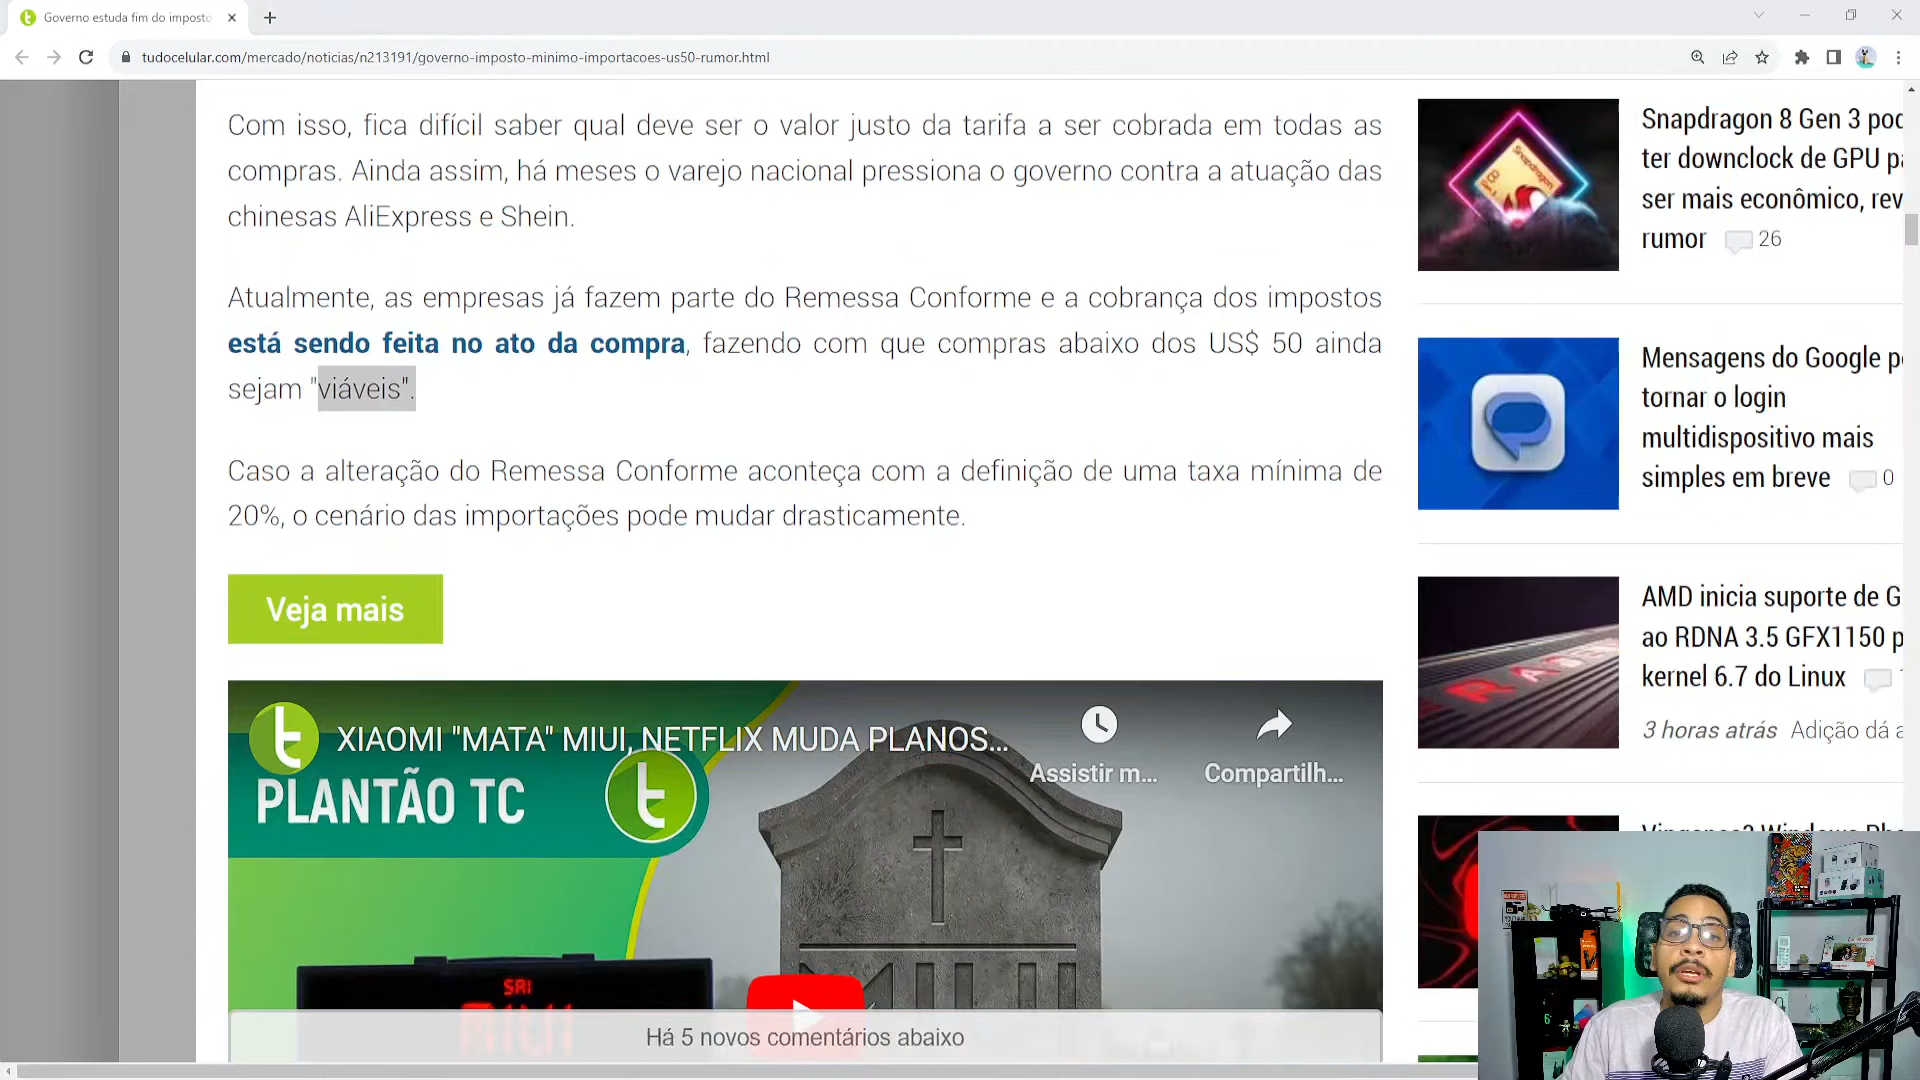 Governo estuda fim do imposto
tudocelular.com/mercado/noticias/n213191/governo-imposto-minimo-importacoes-us50-rumor.html
Com isso, fica difícil saber qual deve ser o valor justo da tarifa a ser cobrada em todas as
compras. Ainda assim, há meses o varejo nacional pressiona o governo contra a atuação das
chinesas AliExpress e Shein.
Atualmente, as empresas já fazem parte do Remessa Conforme e a cobrança dos impostos
está sendo feita no ato da compra, fazendo com que compras abaixo dos US$ 50 ainda
sejam "viáveis".
Caso a alteração do Remessa Conforme aconteça com a definição de uma taxa mínima de
20%, o cenário das importações pode mudar drasticamente.
Veja mais
XIAOMI "MATA" MIUI, NETFLIX MUDA PLANOS...
Assistir m...
Compartilh...
PLANTÃO TC
SAI
MIUI
Há 5 novos comentários abaixo
Snapdragon 8 Gen 3 pod
ter downclock de GPU pa
ser mais econômico, rev
rumor 26
Snapdragon
Mensagens do Google p
tornar o login
multidispositivo mais
simples em breve 0
AMD inicia suporte de G
ao RDNA 3.5 GFX1150 p
kernel 6.7 do Linux
3 horas atrás Adição dá a